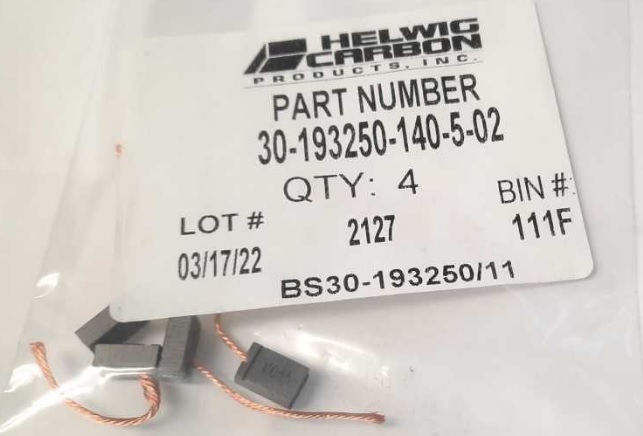 HELWIG
CARBON
PRODUCTS, INC.
PART NUMBER
30-193250-140-5-02
QTY: 4
BIN #:
LOT #
2127
111F
03/17/22
BS30-193250/11